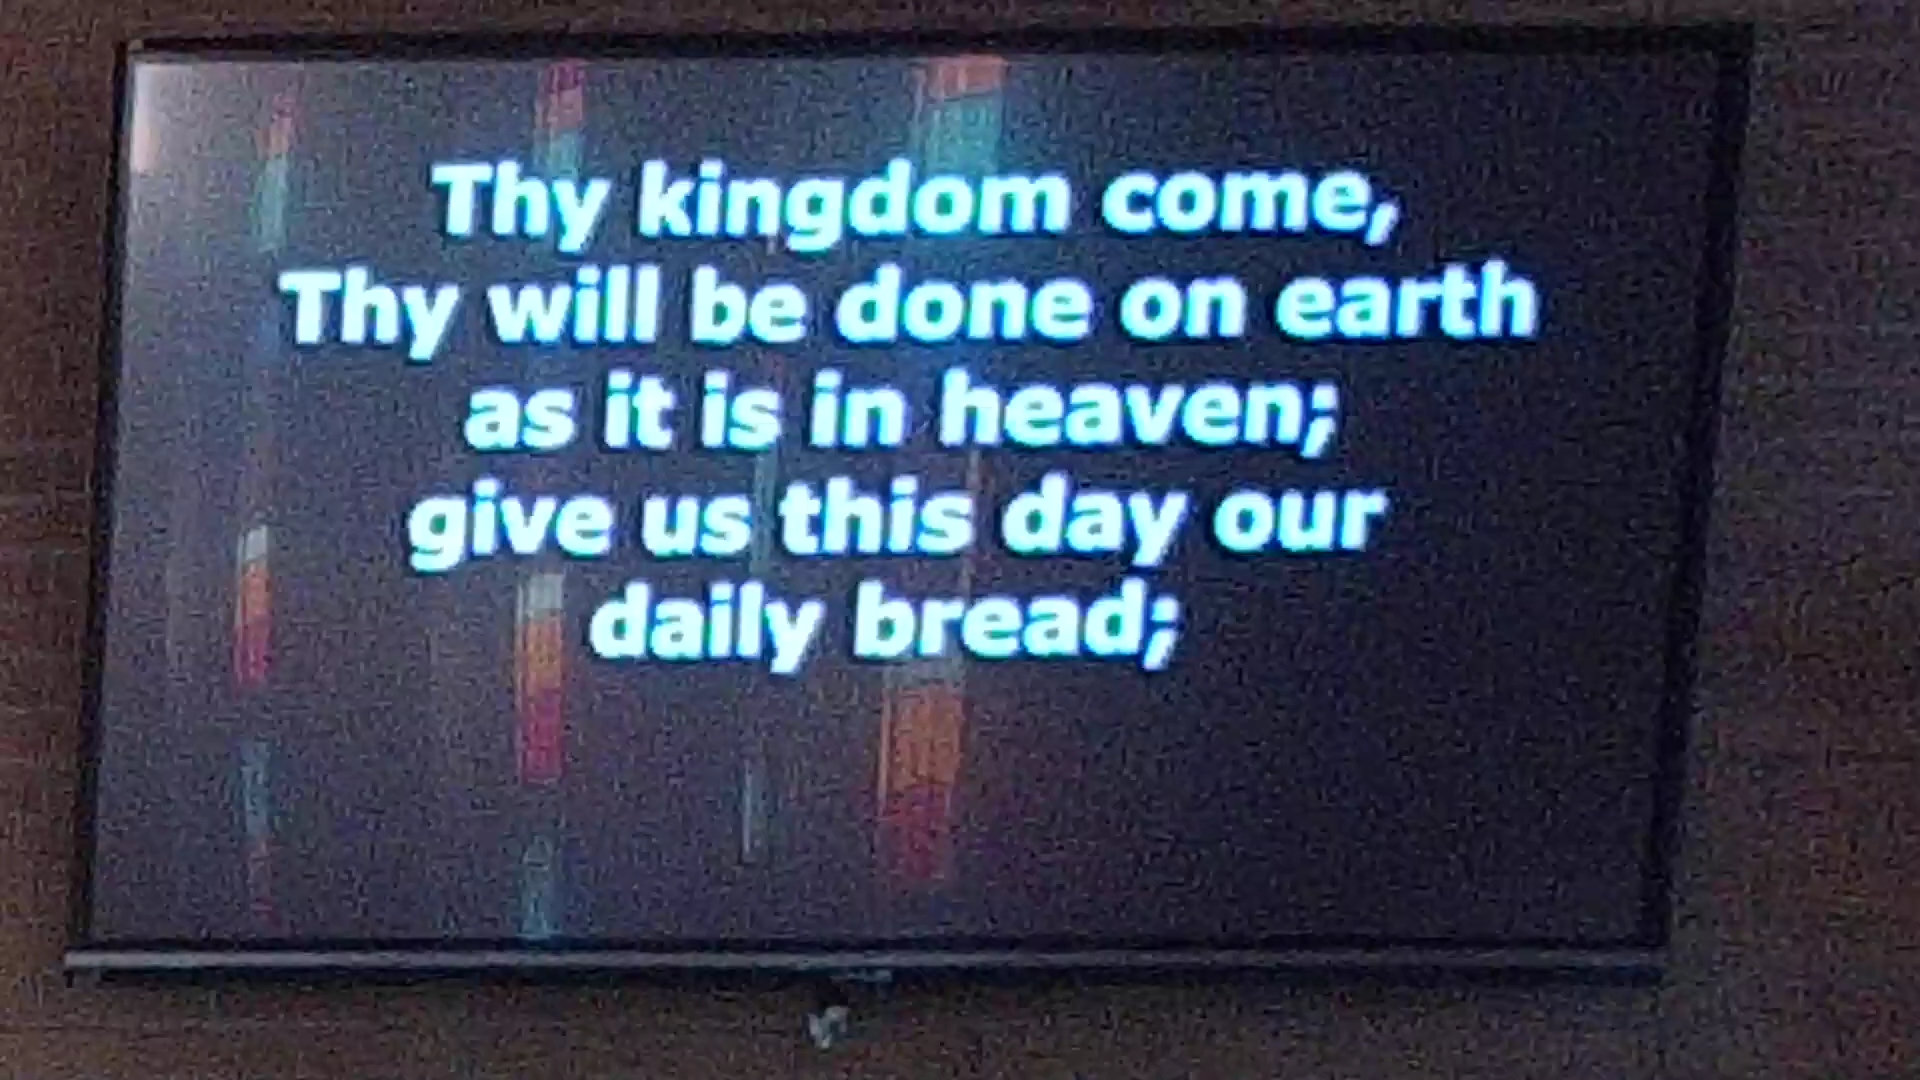 Thy kingdom come,
Thy will be done on earth
as it is in heaven;
give us this day our
daily bread;